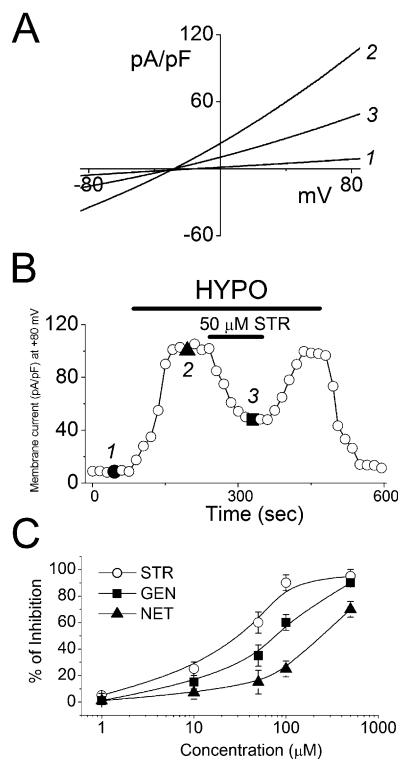 A
120
pA/pF
2
60
3
1
-80
80
mV
-60
B
HYPO
50 μM STR
120
80
40
0
Membrane current (pA/pF) at +80 mV
1
2
3
0
300
600
Time (sec)
C
100
80
60
40
20
0
% of Inhibition
STR
GEN
NET
1
10
100
1000
Concentration (μM)